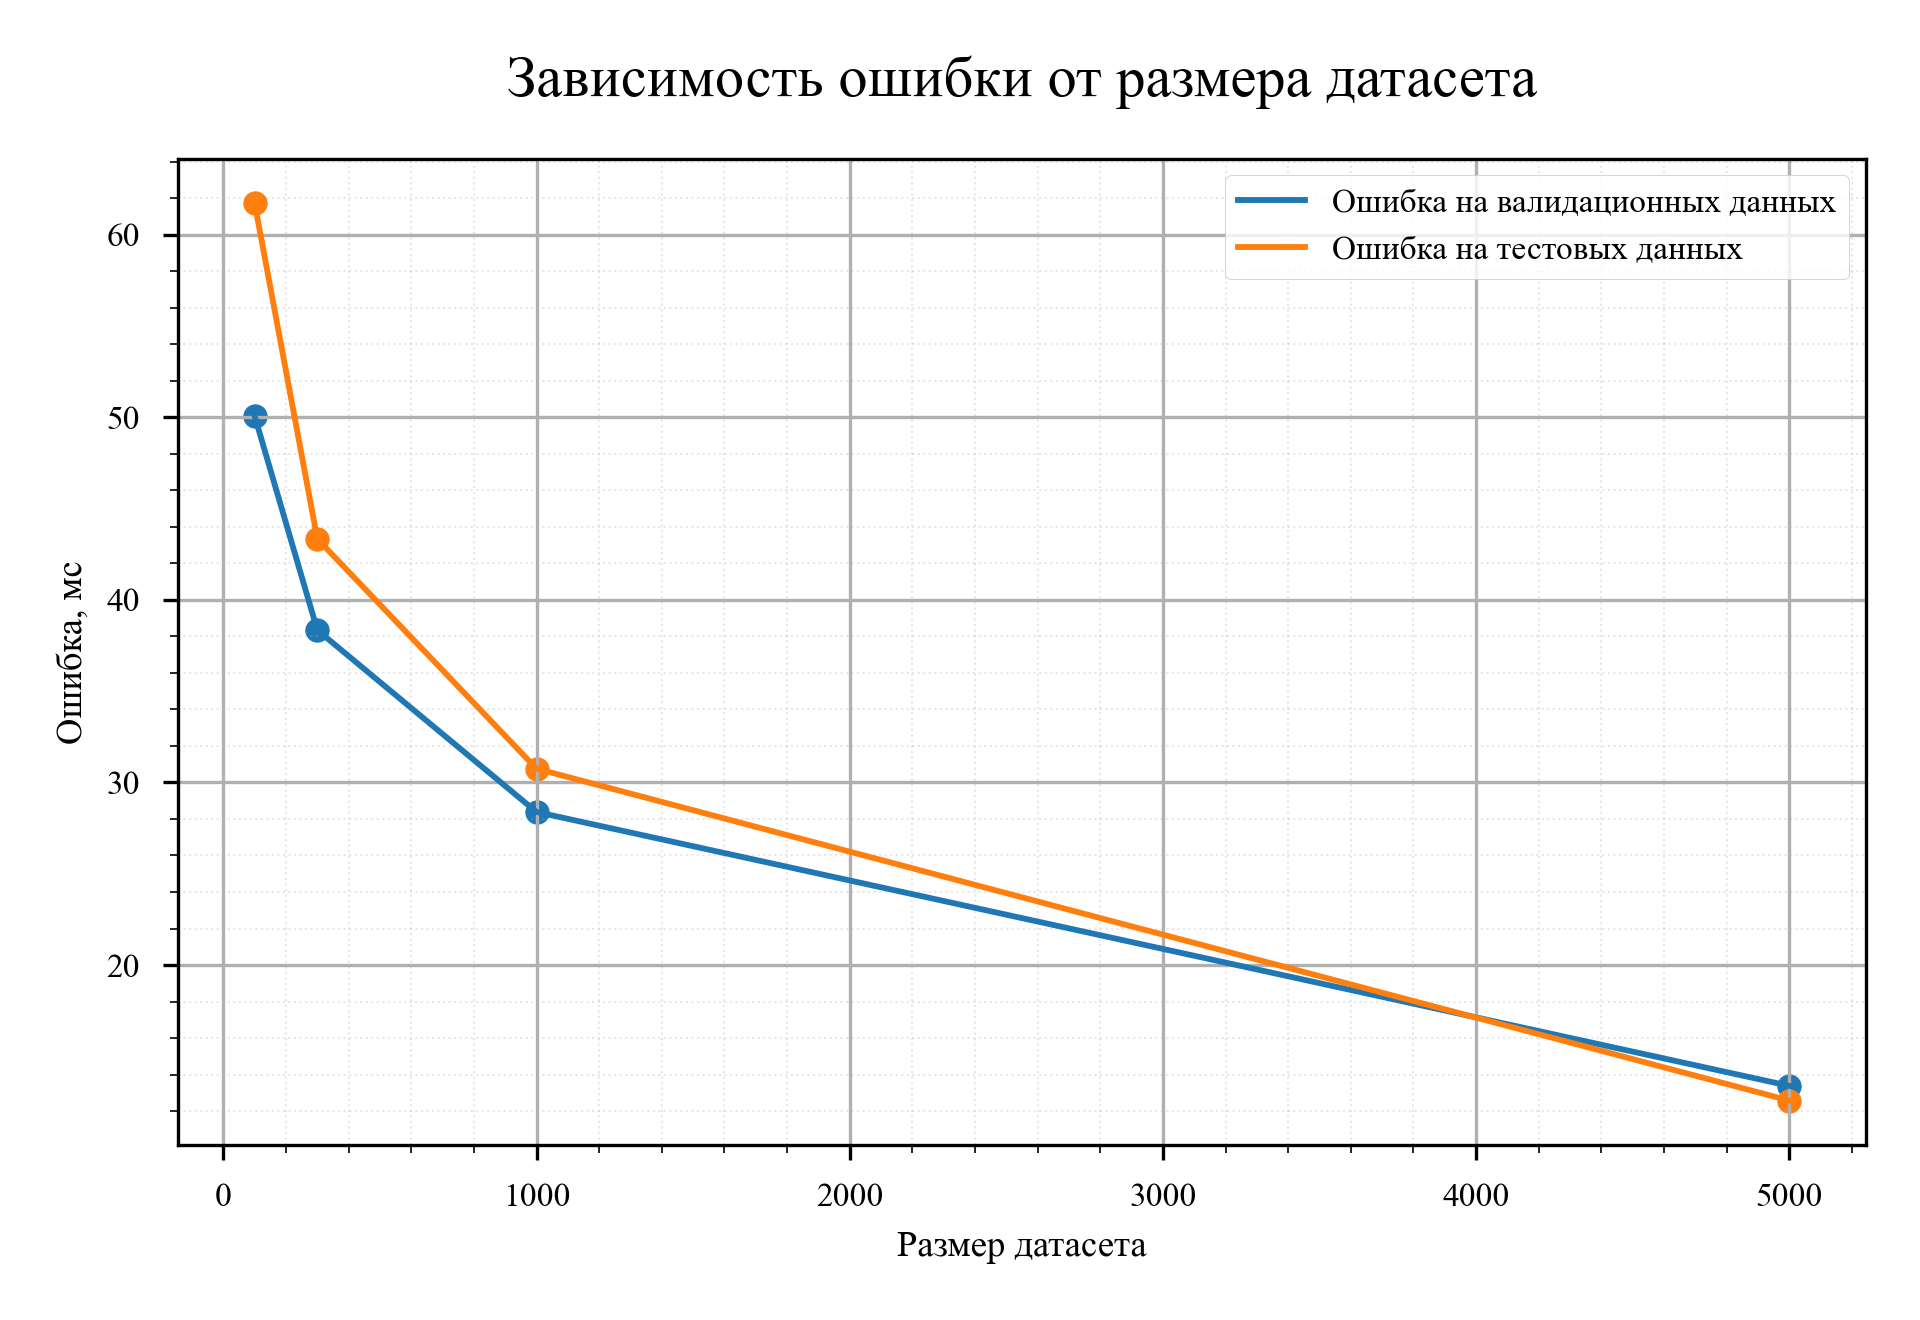 Зависимость ошибки от размера датасета
Ошибка на валидационных данных
Ошибка на тестовых данных
60
50
40
30
20
Ошибка, мс
0 1000 2000 3000 4000 5000
Размер датасета